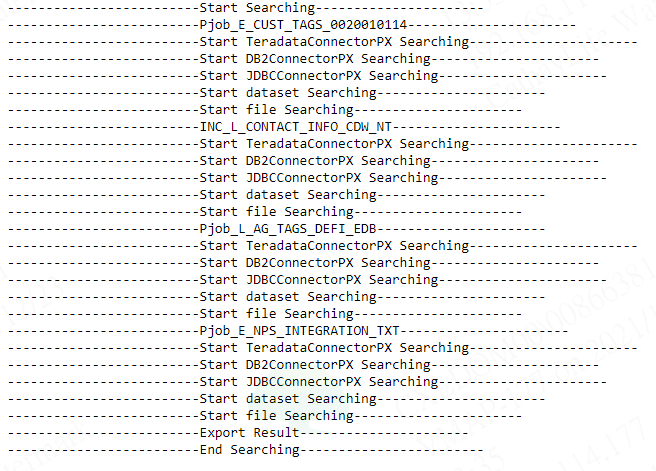 -------------------------Start Searching----------------------
-------------------------Pjob_E_CUST_TAGS_0020010114----------------------
-------------------------Start TeradataConnectorPX Searching----------------------
-------------------------Start DB2ConnectorPX Searching----------------------
-------------------------Start JDBCConnectorPX Searching----------------------
-------------------------Start dataset Searching----------------------
-------------------------Start file Searching----------------------
-------------------------INC_L_CONTACT_INFO_CDW_NT----------------------
-------------------------Start TeradataConnectorPX Searching----------------------
-------------------------Start DB2ConnectorPX Searching----------------------
-------------------------Start JDBCConnectorPX Searching----------------------
-------------------------Start dataset Searching----------------------
-------------------------Start file Searching----------------------
-------------------------Pjob_L_AG_TAGS_DEFI_EDB----------------------
-------------------------Start TeradataConnectorPX Searching----------------------
-------------------------Start DB2ConnectorPX Searching----------------------
-------------------------Start JDBCConnectorPX Searching----------------------
-------------------------Start dataset Searching----------------------
-------------------------Start file Searching----------------------
-------------------------Pjob_E_NPS_INTEGRATION_TXT----------------------
-------------------------Start TeradataConnectorPX Searching----------------------
-------------------------Start DB2ConnectorPX Searching----------------------
-------------------------Start JDBCConnectorPX Searching----------------------
-------------------------Start dataset Searching----------------------
-------------------------Start file Searching----------------------
-------------------------Export Result----------------------
-------------------------End Searching------------------------